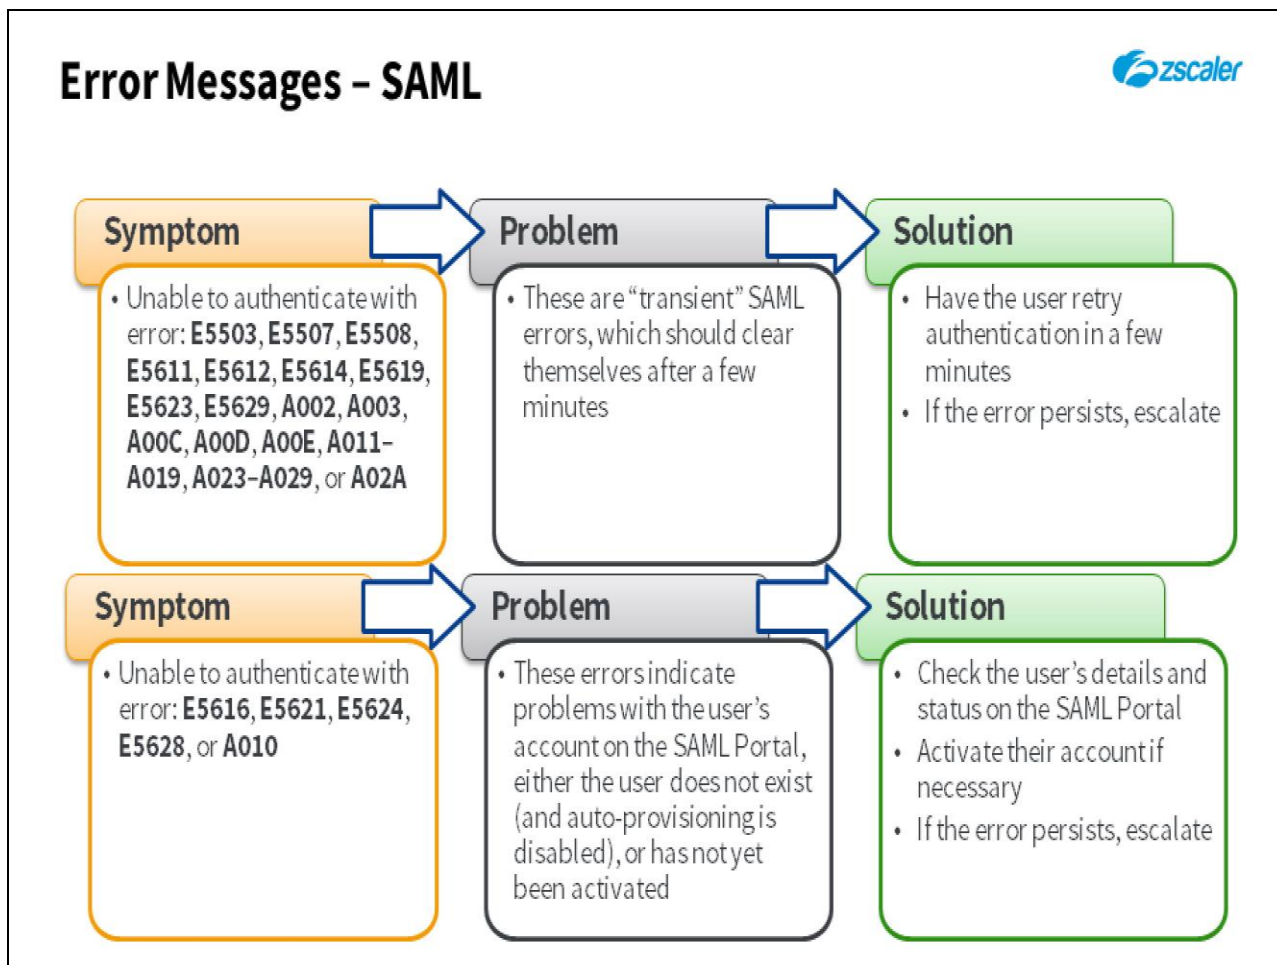 Error Messages – SAML
zscaler
Symptom
• Unable to authenticate with
error: E5503, E5507, E5508,
E5611, E5612, E5614, E5619,
E5623, E5629, A002, A003,
A00C, A00D, A00E, A011–
A019, A023–A029, or A02A
Problem
• These are “transient” SAML
errors, which should clear
themselves after a few
minutes
Solution
• Have the user retry
authentication in a few
minutes
• If the error persists, escalate
Symptom
• Unable to authenticate with
error: E5616, E5621, E5624,
E5628, or A010
Problem
• These errors indicate
problems with the user’s
account on the SAML Portal,
either the user does not exist
(and auto-provisioning is
disabled), or has not yet
been activated
Solution
• Check the user’s details and
status on the SAML Portal
• Activate their account if
necessary
• If the error persists, escalate